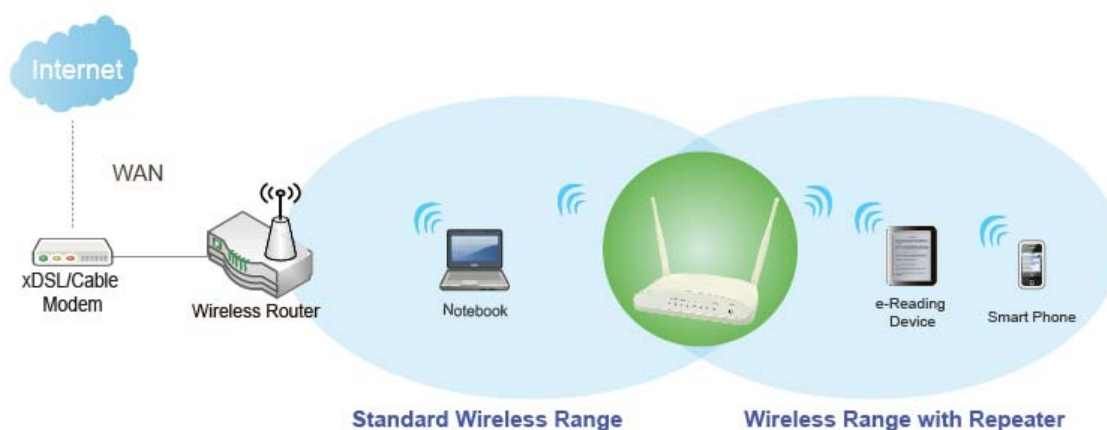 Internet
WAN
xDSL/Cable
Modem
Wireless Router
Notebook
e-Reading
Device
Smart Phone
Standard Wireless Range
Wireless Range with Repeater